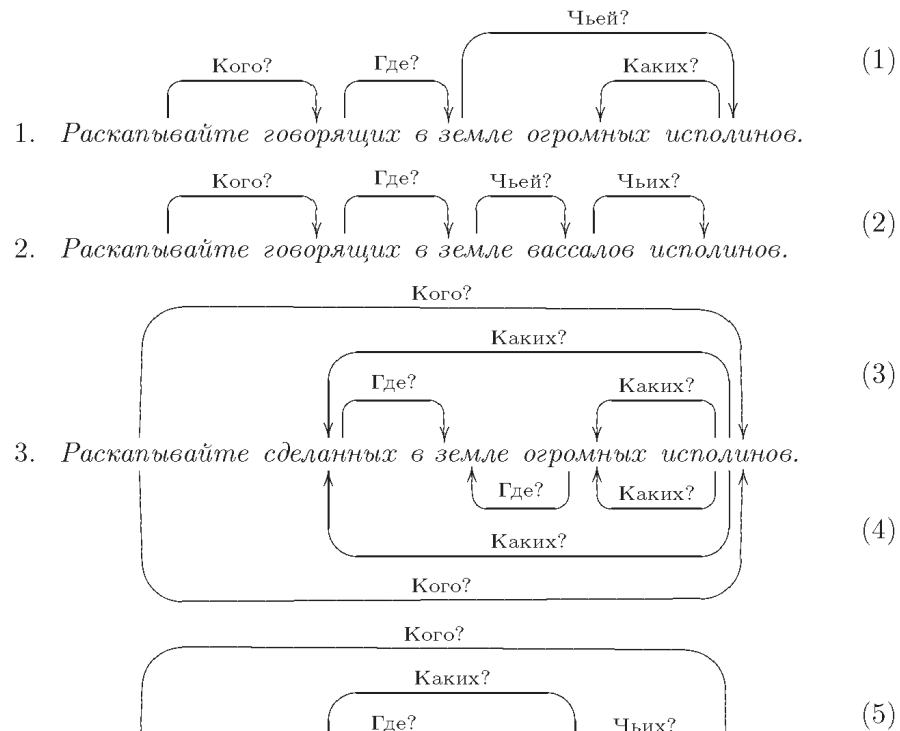 Чьей?
Кого? Где? Каких? (1)
1. Раскапывайте говорящих в земле огромных исполинов.
Кого? Где? Чьей? Чьих? (2)
2. Раскапывайте говорящих в земле вассалов исполинов.
Кого?
Каких?
Где? Каких? (3)
3. Раскапывайте сделанных в земле огромных исполинов.
Где? Каких?
Каких? (4)
Кого?
Кого?
Каких?
Где? Чьих? (5)